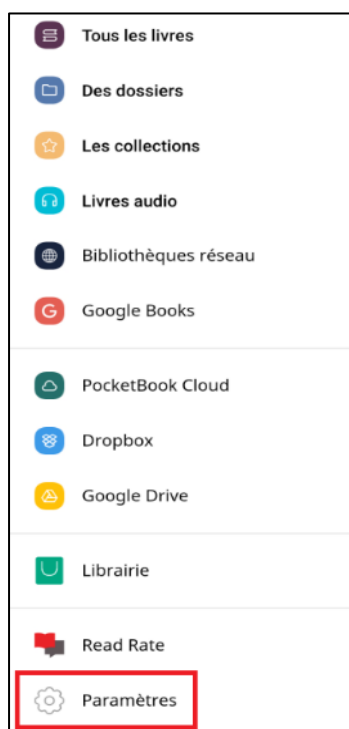 Tous les livres
Des dossiers
Les collections
Livres audio
Bibliothèques réseau
G Google Books
PocketBook Cloud
Dropbox
Google Drive
Librairie
Read Rate
Paramètres